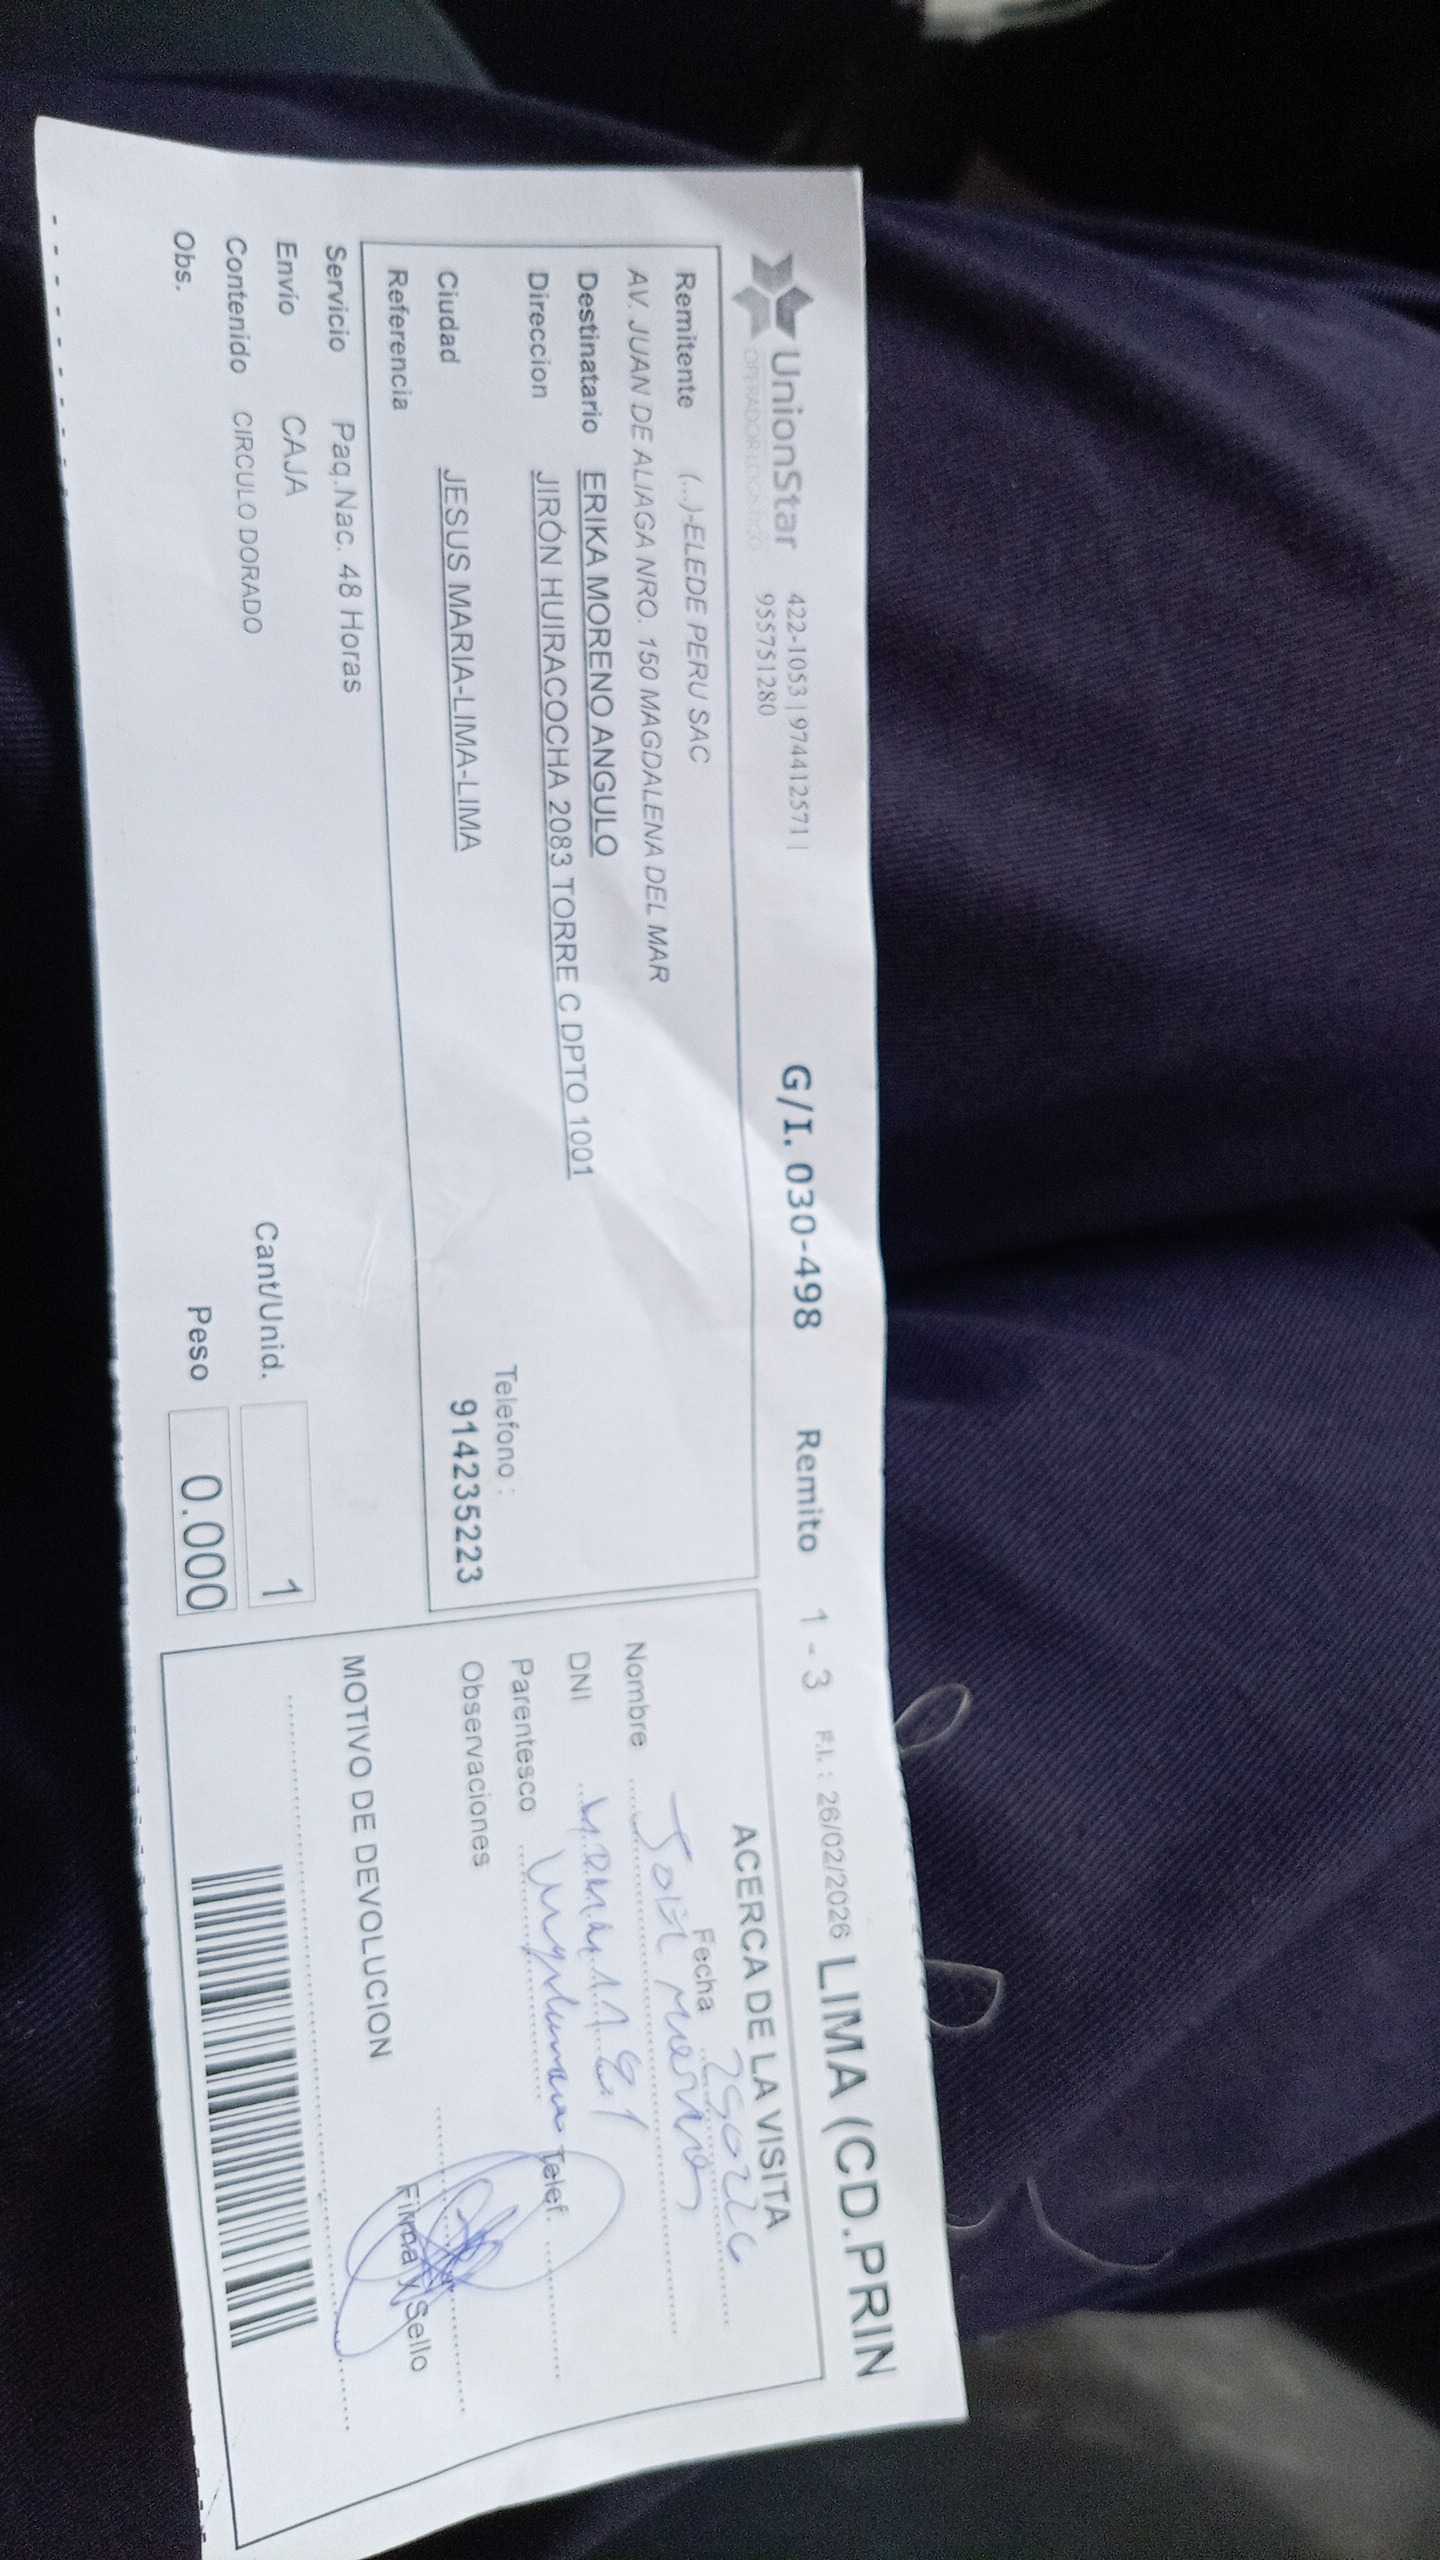 UnionStar 422-1053 | 974412571 | G/I. 030-498 Remito 1 - 3 F.I.: 26/02/2026 LIMA (CD.PRIN
OPERADOR LOGISTICO 955751280
Remitente (...)-ELEDE PERU SAC
AV. JUAN DE ALIAGA NRO. 150 MAGDALENA DEL MAR
Destinatario ERIKA MORENO ANGULO
Direccion JIRÓN HUIRACOCHA 2083 TORRE C DPTO 1001
Telefono :
Ciudad JESUS MARIA-LIMA-LIMA 914235223
Referencia
Servicio Paq.Nac. 48 Horas
Envio CAJA
Contenido CIRCULO DORADO Cant/Unid. 1
Obs. Peso 0.000
ACERCA DE LA VISITA
Fecha
Nombre
DNI
Parentesco Telef.
Observaciones
Firma y Sello
MOTIVO DE DEVOLUCION